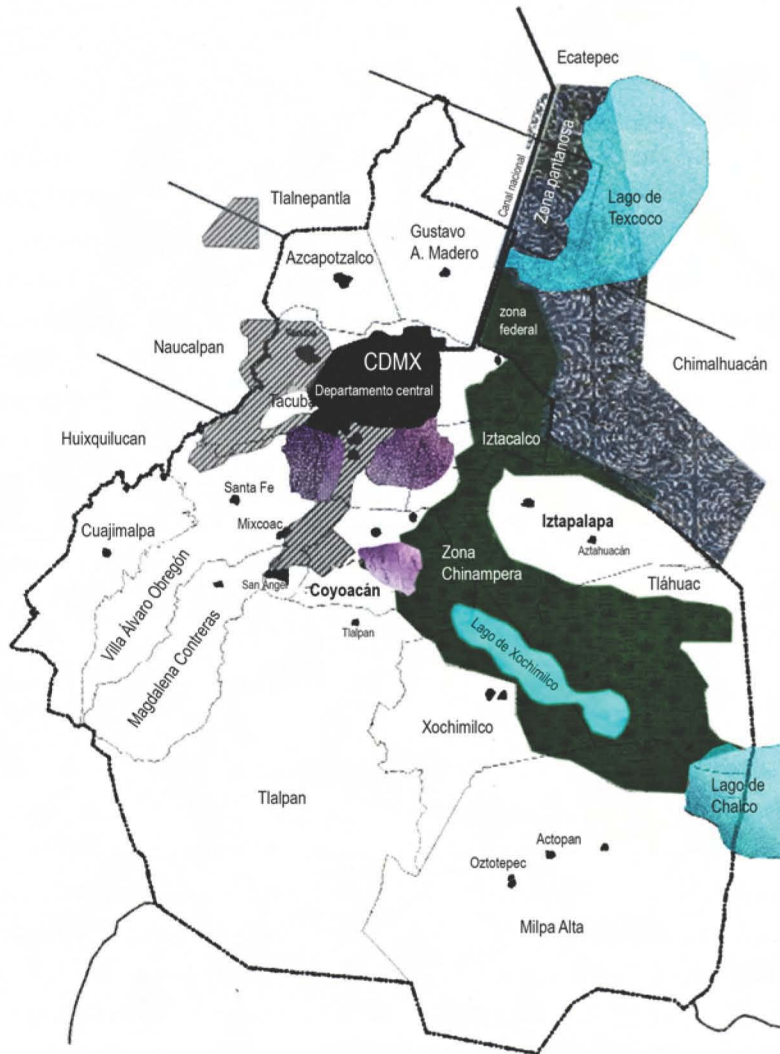 Ecatepec
Canal nacional
Zona pantanosa
Lago de
Texcoco
Tlalnepantla
Gustavo
A. Madero
Azcapotzalco
zona
federal
Naucalpan
CDMX
Departamento central
Chimalhuacán
Tacuba
Huixquilucan
Iztacalco
Santa Fe
Iztapalapa
Mixcoac
Cuajimalpa
Aztahuacán
Zona
Chinampera
Villa Álvaro Obregón
San Angel
Coyoacán
Tláhuac
Magdalena Contreras
Tlalpan
Lago de Xochimilco
Xochimilco
Tlalpan
Lago de
Chalco
Actopan
Oztotepec
Milpa Alta